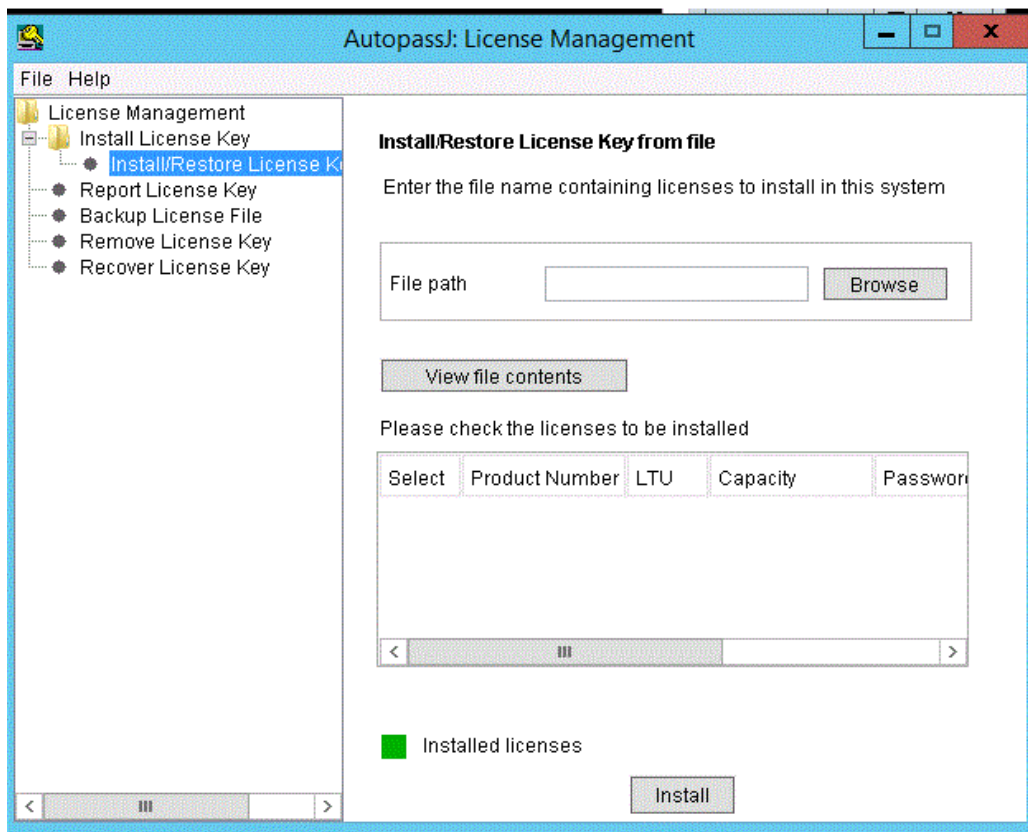 AutopassJ: License Management
File Help
License Management
Install License Key
Install/Restore License K
Report License Key
Backup License File
Remove License Key
Recover License Key
Install/Restore License Key from file
Enter the file name containing licenses to install in this system
File path
Browse
View file contents
Please check the licenses to be installed
Select Product Number LTU Capacity Passwor
Installed licenses
Install